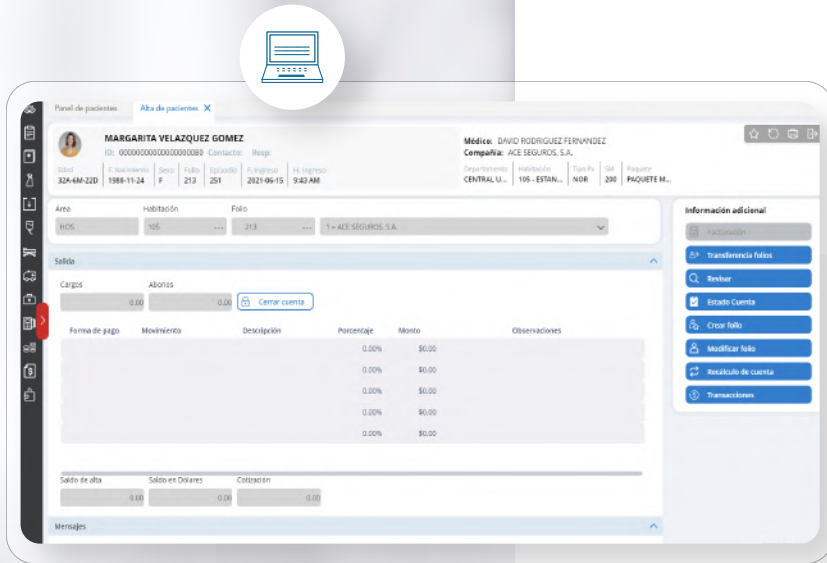 Panel de pacientes Alta de pacientes X
MARGARITA VELAZQUEZ GOMEZ
ID: 00000000000000000080 Contacto: Resp:
Edad F. Nacimiento Sexo Folio Episodio F. Ingreso H. Ingreso
32A-6M-22D 1988-11-24 F 213 251 2021-06-15 9:43 AM
Médico: DAVID RODRIGUEZ FERNANDEZ
Compañía: ACE SEGUROS, S.A.
Departamento Habitación Tipo Px Paquete
CENTRAL U... 105 - ESTAN... NOR 200 PAQUETE M...
Área Habitación Folio
HOS 105 ... 213 ... 1 = ACE SEGUROS, S.A.
Salida
Cargos Abonos
0.00 0.00 Cerrar cuenta
Forma de pago Movimiento Descripción Porcentaje Monto Observaciones
0.00% $0.00
0.00% $0.00
0.00% $0.00
0.00% $0.00
0.00% $0.00
Saldo de alta Saldo en Dólares Cotización
0.00 0.00 0.00
Mensajes
Información adicional
Facturación
Transferencia folios
Revisar
Estado Cuenta
Crear folio
Modificar folio
Recálculo de cuenta
Transacciones